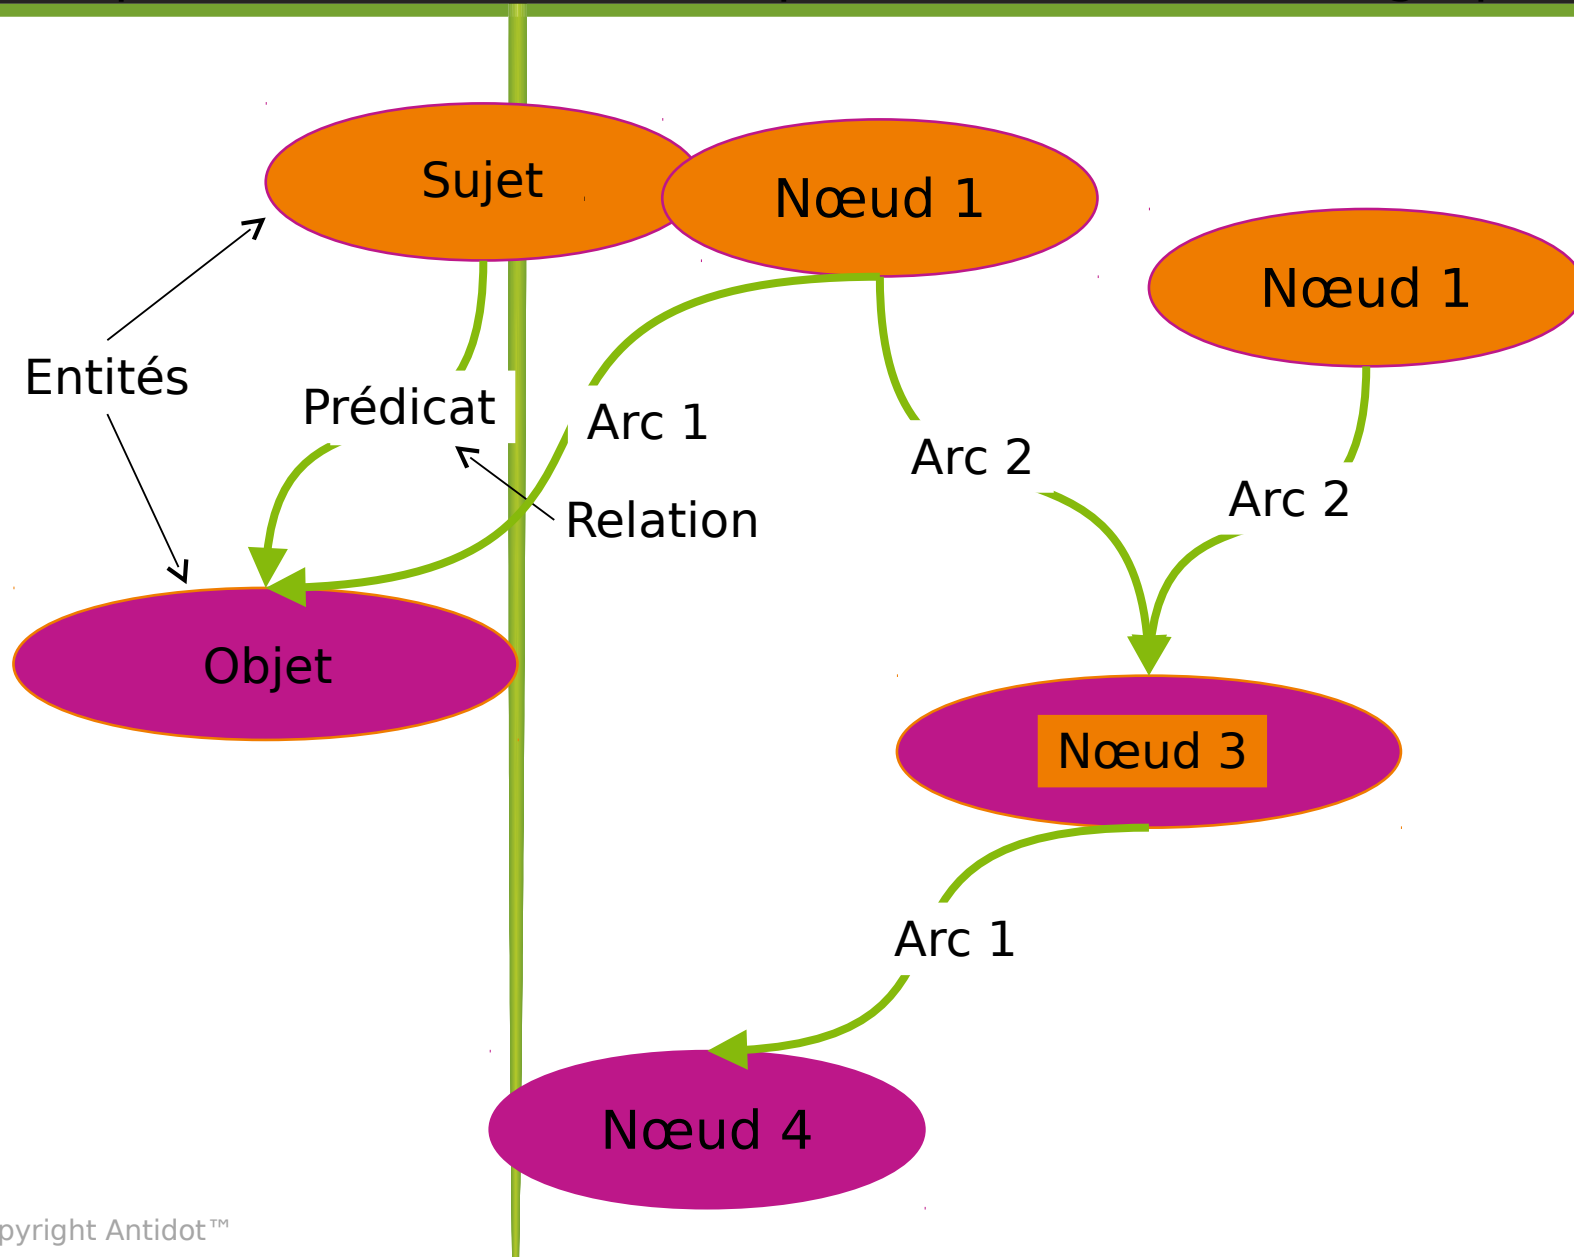 Sujet
Nœud 1
Nœud 1
Entités
Prédicat
Arc 1
Arc 2
Arc 2
Relation
Objet
Nœud 3
Arc 1
Nœud 4
pyright Antidot™